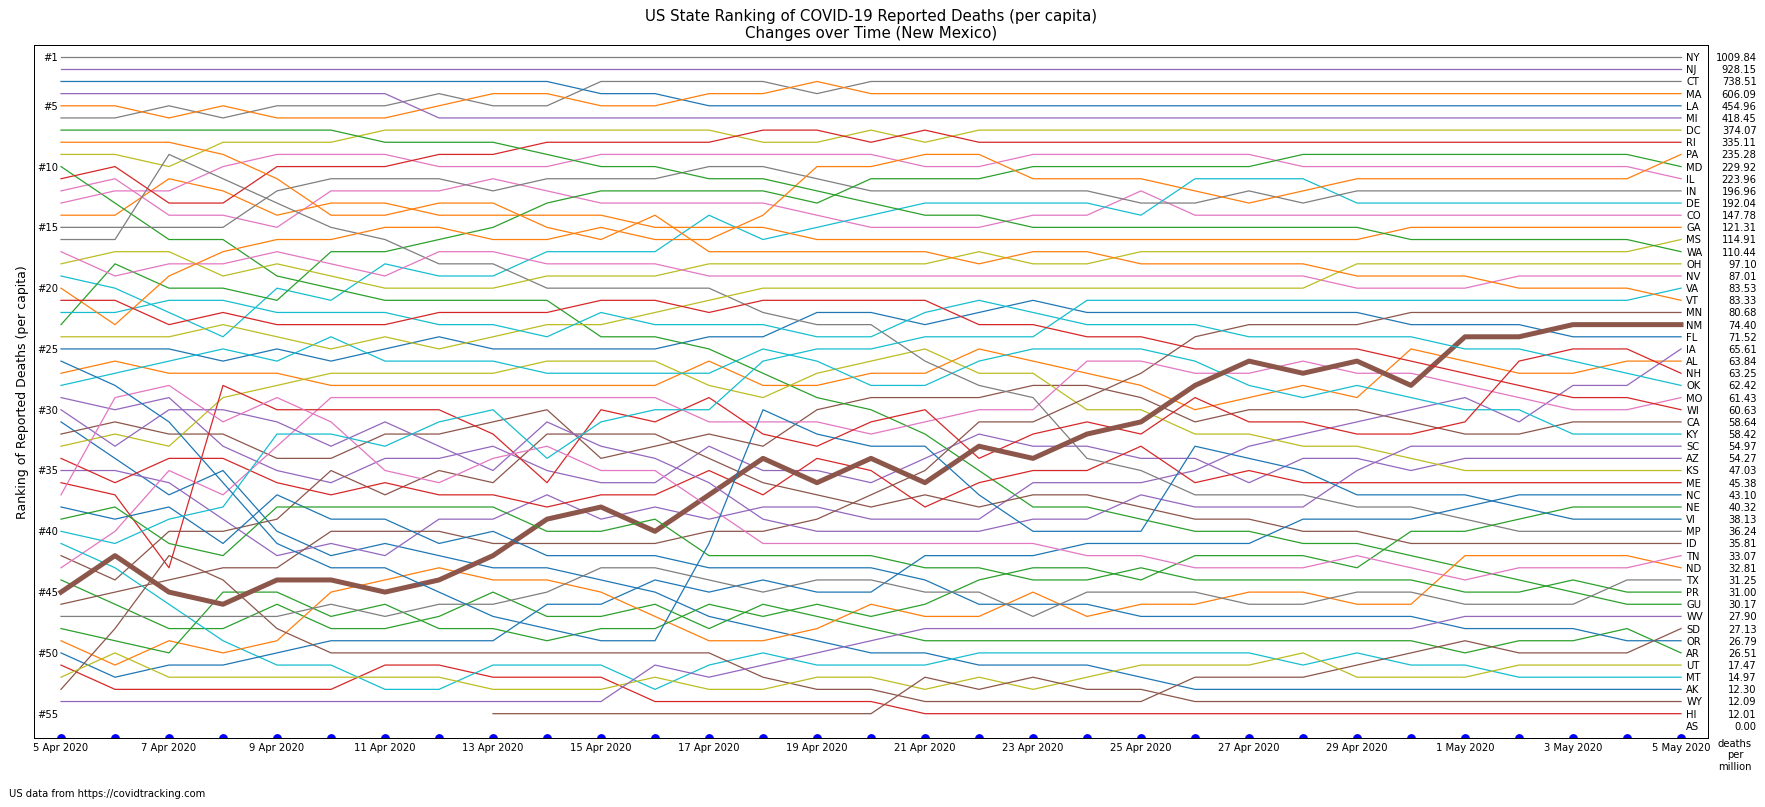 US State Ranking of COVID-19 Reported Deaths (per capita)
Changes over Time (New Mexico)
Ranking of Reported Deaths (per capita)
#1
#5
#10
#15
#20
#25
#30
#35
#40
#45
#50
#55
NY 1009.84
NJ 928.15
CT 738.51
MA 606.09
LA 454.96
MI 418.45
DC 374.07
RI 335.11
PA 235.28
MD 229.92
IL 223.96
IN 196.96
DE 192.04
CO 147.78
GA 121.31
MS 114.91
WA 110.44
OH 97.10
NV 87.01
VA 83.53
VT 83.33
MN 80.68
NM 74.40
FL 71.52
IA 65.61
AL 63.84
NH 63.25
OK 62.42
MO 61.43
WI 60.63
CA 58.64
KY 58.42
SC 54.97
AZ 54.27
KS 47.03
ME 45.38
NC 43.10
NE 40.32
VI 38.13
MP 36.24
ID 35.81
TN 33.07
ND 32.81
TX 31.25
PR 31.00
GU 30.17
WV 27.90
SD 27.13
OR 26.79
AR 26.51
UT 17.47
MT 14.97
AK 12.30
WY 12.09
HI 12.01
AS 0.00
5 Apr 2020 7 Apr 2020 9 Apr 2020 11 Apr 2020 13 Apr 2020 15 Apr 2020 17 Apr 2020 19 Apr 2020 21 Apr 2020 23 Apr 2020 25 Apr 2020 27 Apr 2020 29 Apr 2020 1 May 2020 3 May 2020 5 May 2020
deaths
per
million
US data from https://covidtracking.com